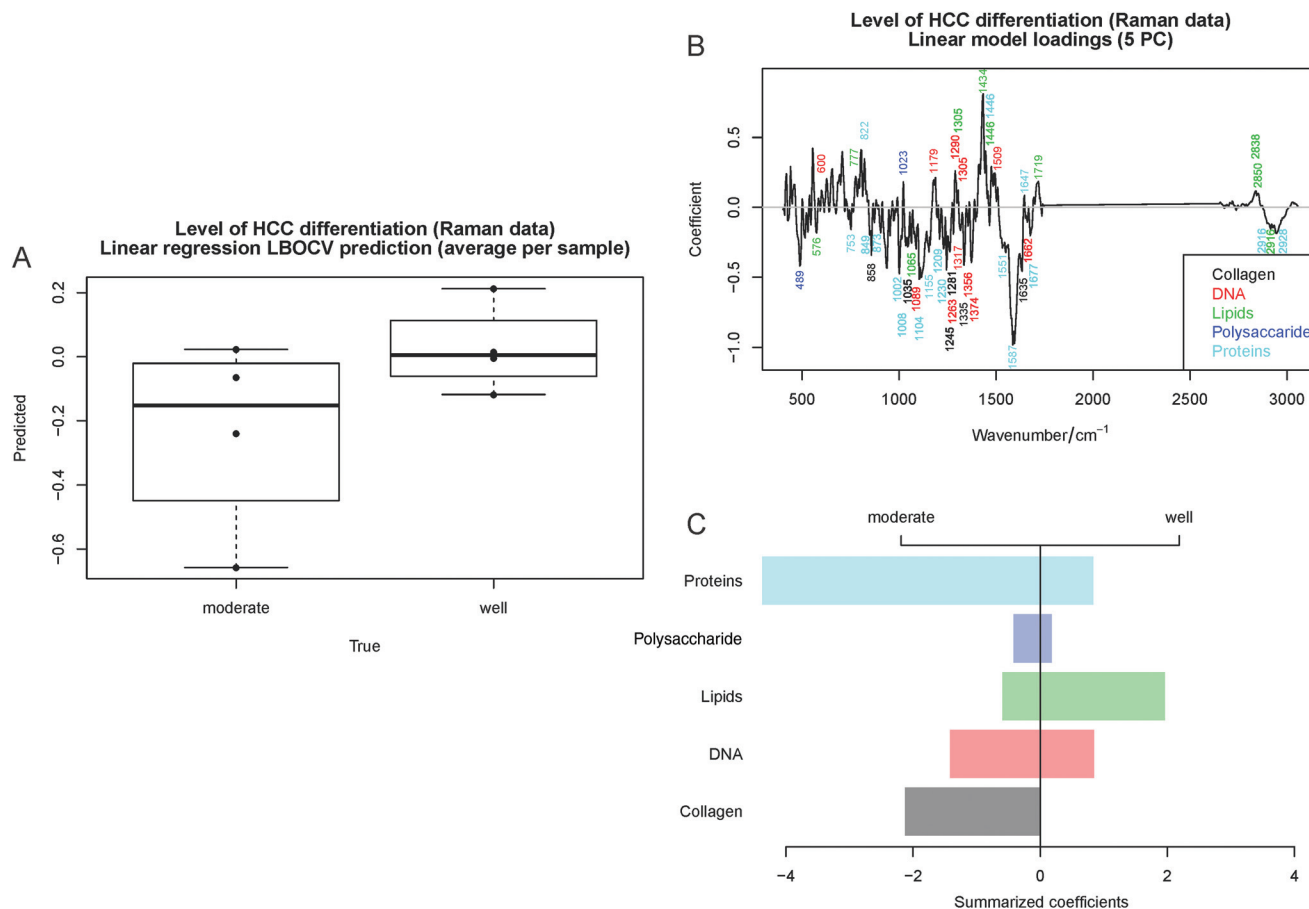 A
Level of HCC differentiation (Raman data)
Linear regression LBOCV prediction (average per sample)
Predicted
0.2
0.0
−0.2
−0.4
−0.6
moderate
well
True
B
Level of HCC differentiation (Raman data)
Linear model loadings (5 PC)
Coefficient
0.5
0.0
−0.5
−1.0
489
600
576
777
753
822
849
873
858
1023
1002
1008
1035
1065
1089
1104
1179
1155
1209
1230
1245
1263
1281
1290
1305
1305
1317
1335
1356
1374
1434
1446
1446
1509
1551
1587
1635
1647
1662
1677
1719
2850
2838
2918
2916
2928
Collagen
DNA
Lipids
Polysaccaride
Proteins
500
1000
1500
2000
2500
3000
Wavenumber/cm⁻¹
C
moderate
well
Proteins
Polysaccharide
Lipids
DNA
Collagen
−4
−2
0
2
4
Summarized coefficients